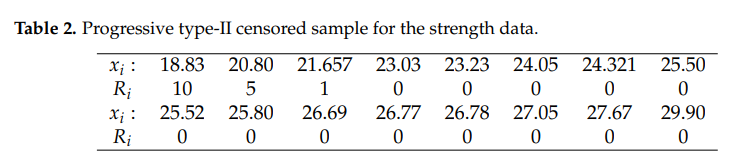 Table 2. Progressive type-II censored sample for the strength data.
xi : 18.83 20.80 21.657 23.03 23.23 24.05 24.321 25.50
Ri 10 5 1 0 0 0 0 0
xi : 25.52 25.80 26.69 26.77 26.78 27.05 27.67 29.90
Ri 0 0 0 0 0 0 0 0